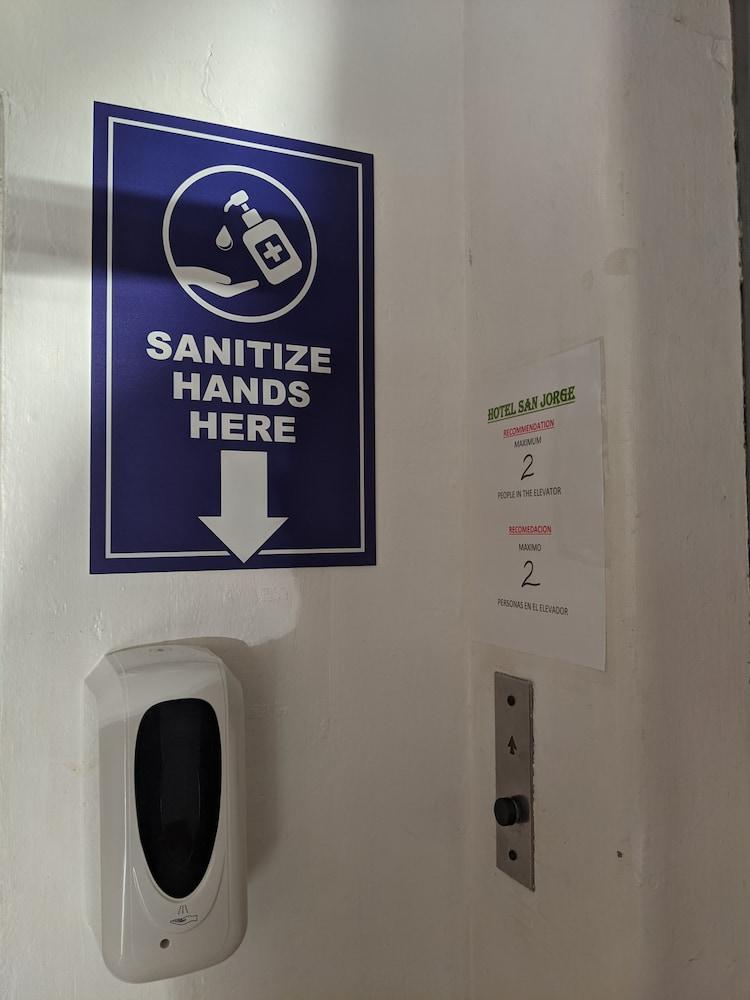 SANITIZE
HANDS
HERE
HOTEL SAN JORGE
RECOMMENDATION
MAXIMUM
2
PEOPLE IN THE ELEVATOR
RECOMEDACION
MAXIMO
2
PERSONAS EN EL ELEVADOR